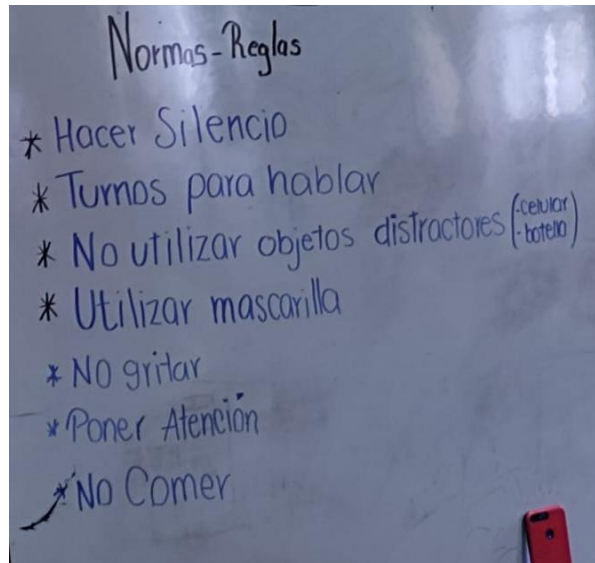 Normas-Reglas
* Hacer Silencio
* Turnos para hablar
* No utilizar objetos distractores (-celular
-botella)
* Utilizar mascarilla
* NO gritar
* Poner Atención
* No Comer